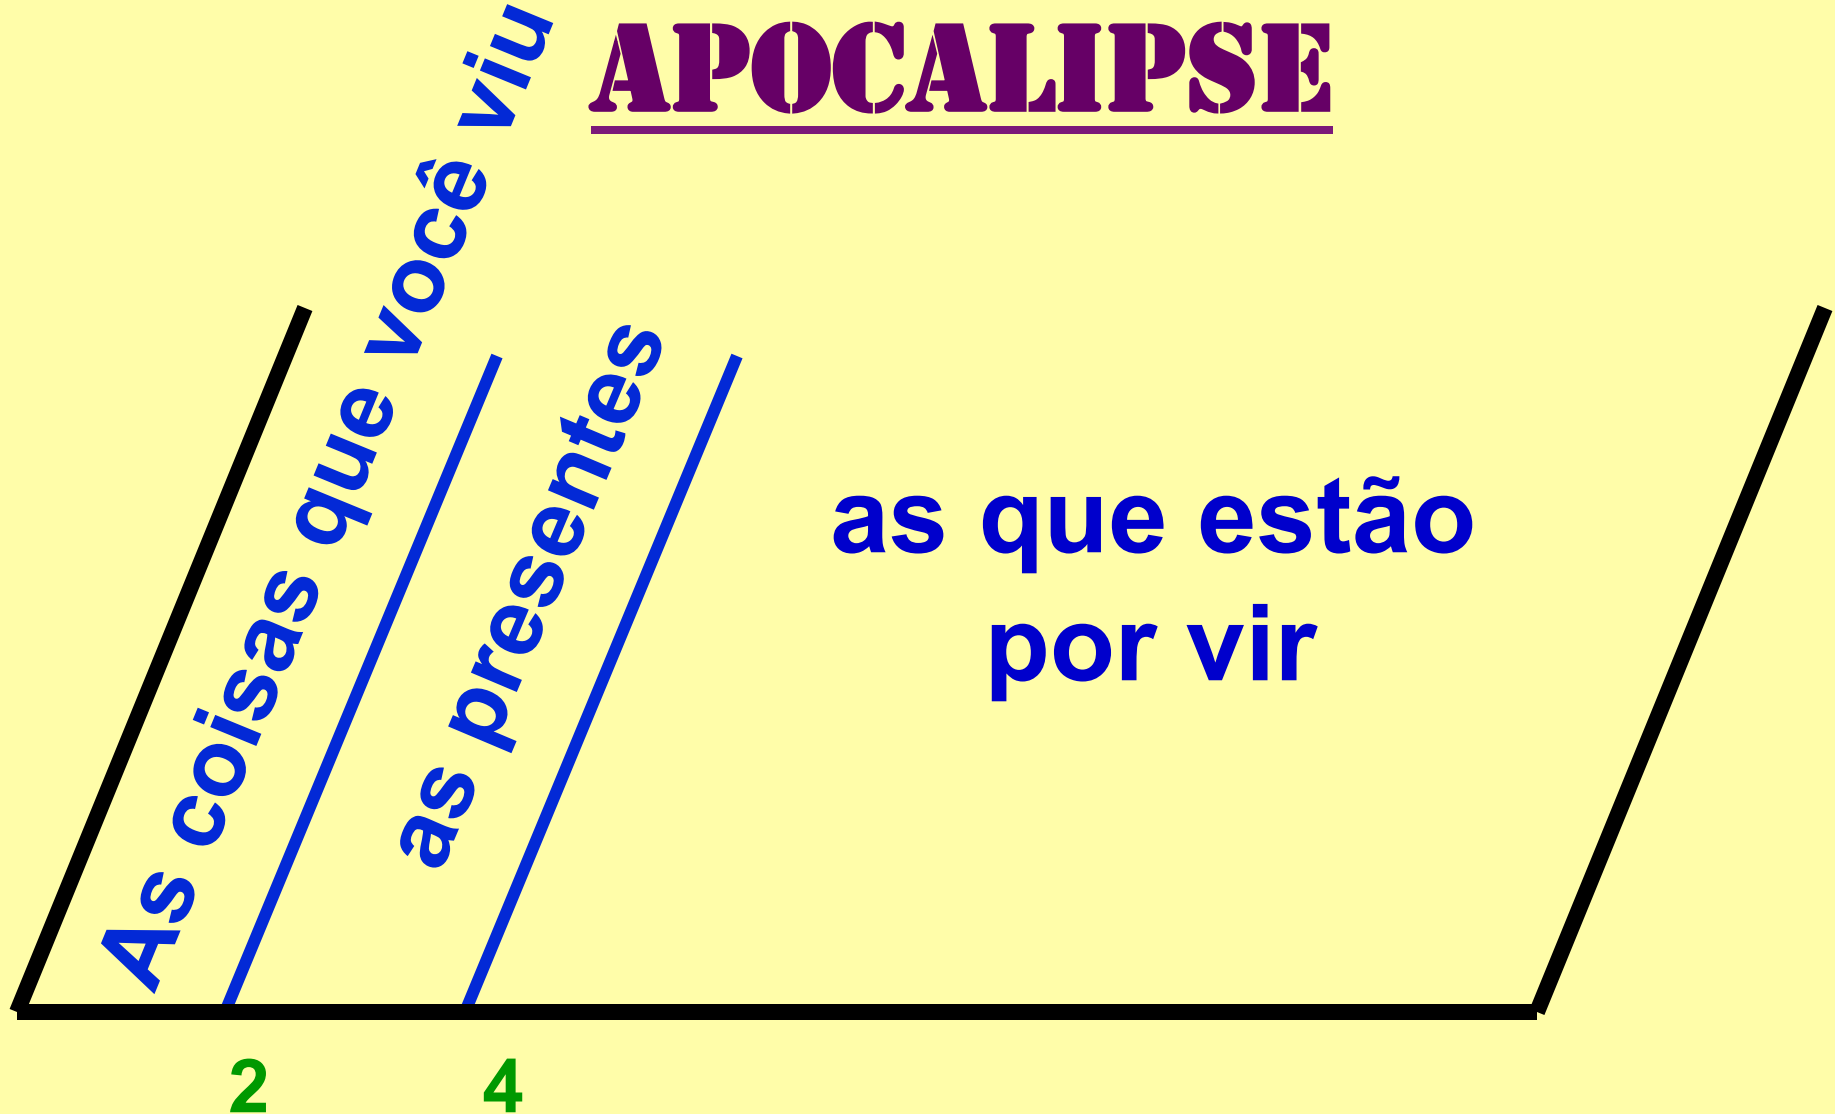 APOCALIPSE
As coisas que você viu
as presentes
as que estão
por vir
2
4